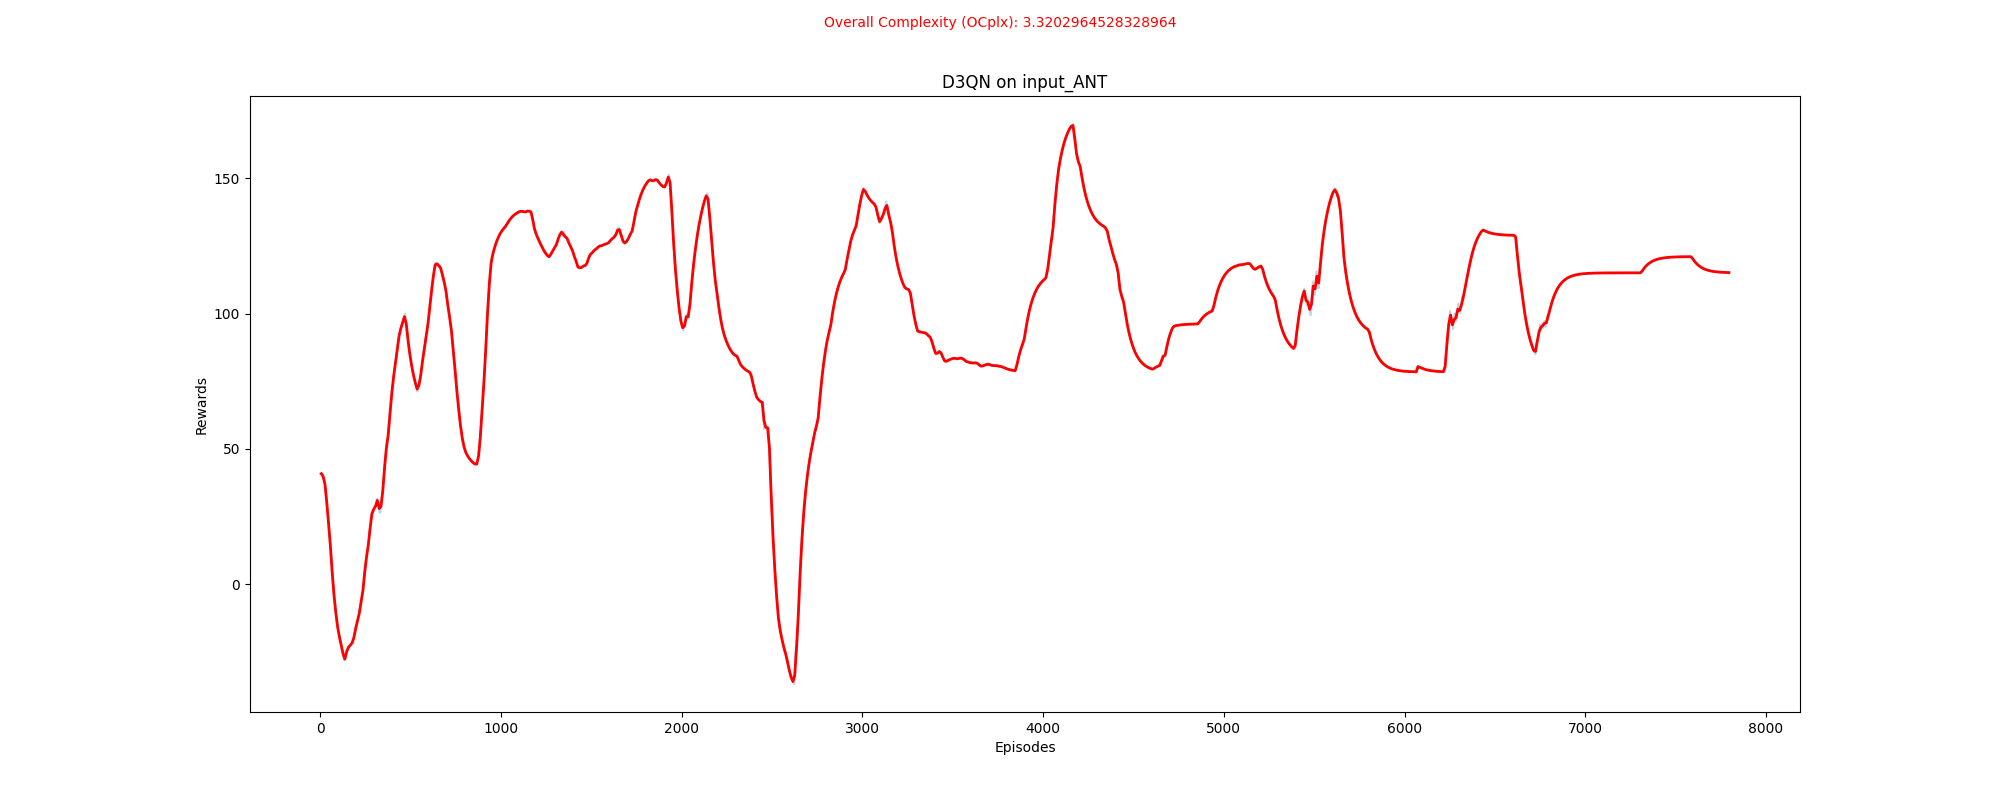 Overall Complexity (OCplx): 3.3202964528328964
D3QN on input_ANT
150
100
50
0
Rewards
0 1000 2000 3000 4000 5000 6000 7000 8000
Episodes